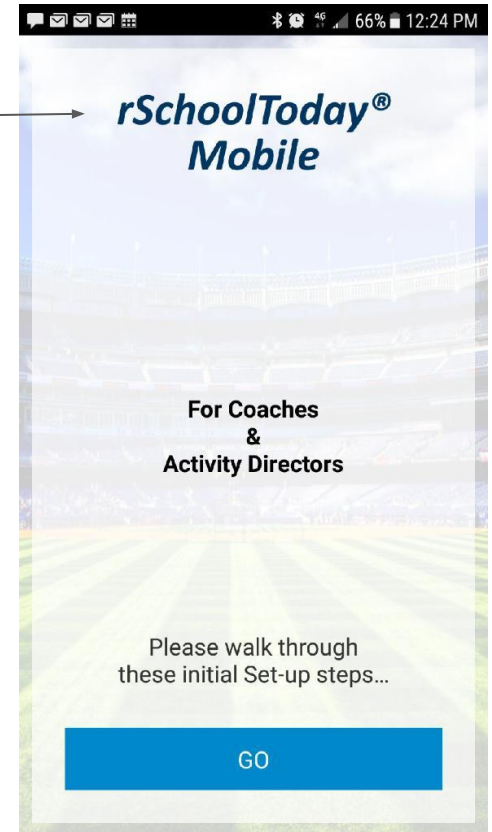 66% 12:24 PM
rSchoolToday®
Mobile
For Coaches
&
Activity Directors
Please walk through
these initial Set-up steps...
GO